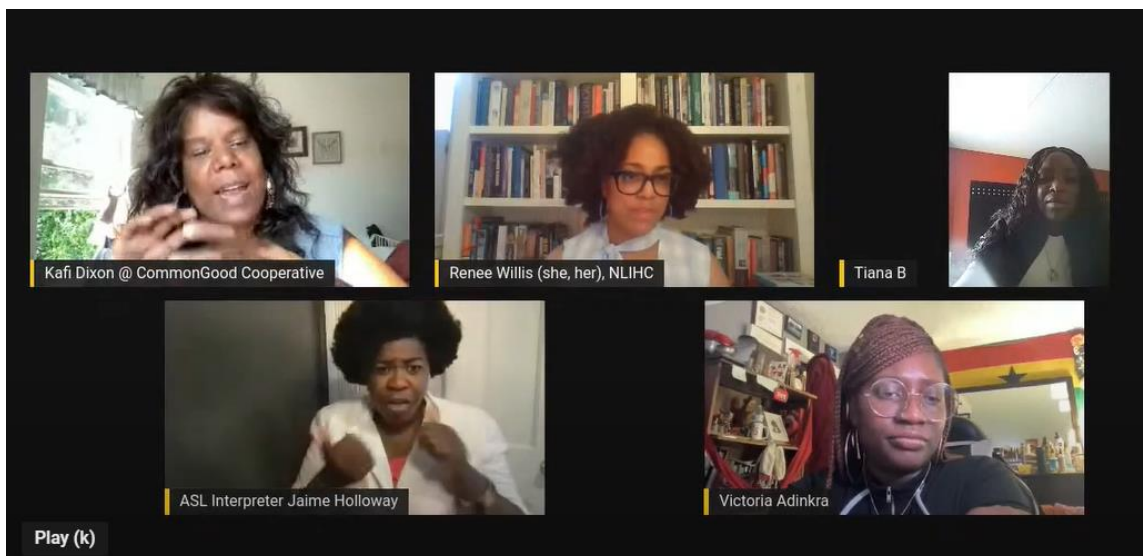 Kafi Dixon @ CommonGood Cooperative
Renee Willis (she, her), NLIHC
Tiana B
ASL Interpreter Jaime Holloway
Victoria Adinkra
Play (k)